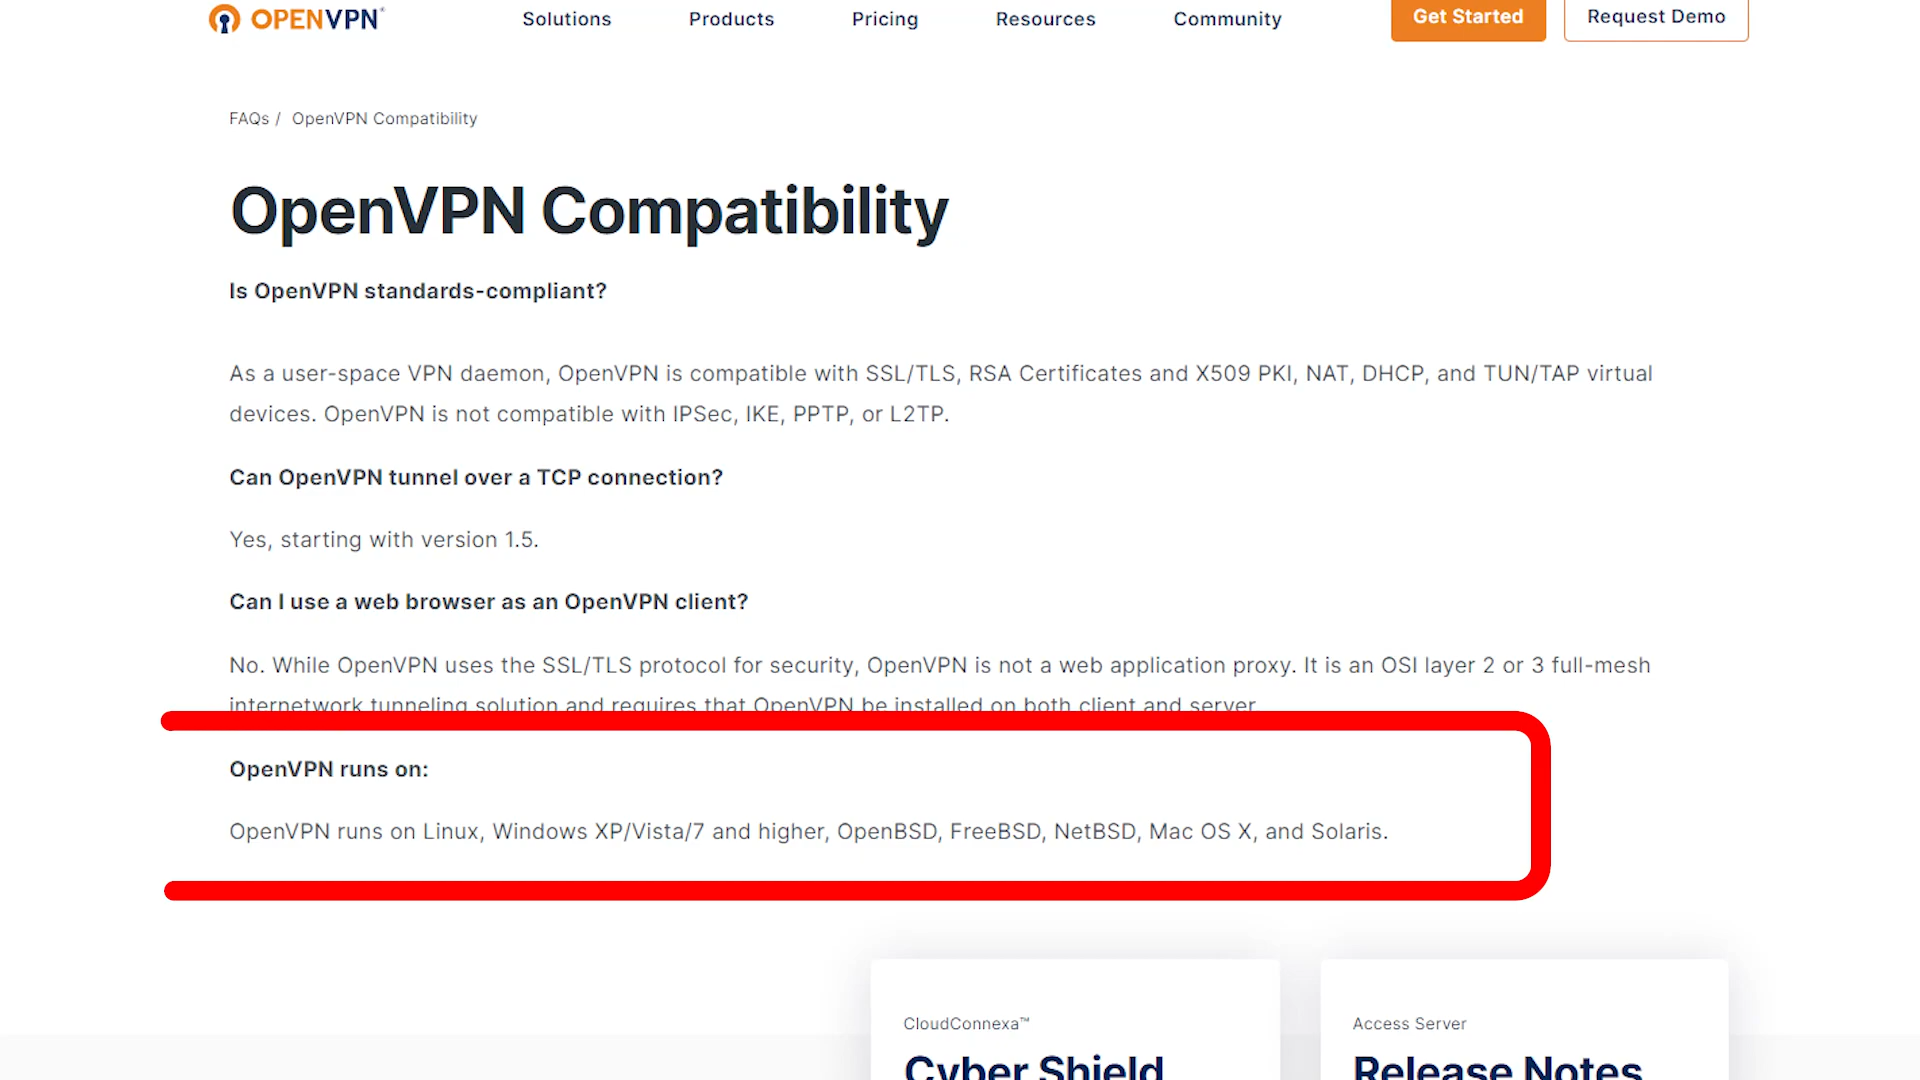 OPENVPN
Solutions
Products
Pricing
Resources
Community
Get Started
Request Demo
FAQs / OpenVPN Compatibility
OpenVPN Compatibility
Is OpenVPN standards-compliant?
As a user-space VPN daemon, OpenVPN is compatible with SSL/TLS, RSA Certificates and X509 PKI, NAT, DHCP, and TUN/TAP virtual
devices. OpenVPN is not compatible with IPSec, IKE, PPTP, or L2TP.
Can OpenVPN tunnel over a TCP connection?
Yes, starting with version 1.5.
Can I use a web browser as an OpenVPN client?
No. While OpenVPN uses the SSL/TLS protocol for security, OpenVPN is not a web application proxy. It is an OSI layer 2 or 3 full-mesh
internetwork tunneling solution and requires that OpenVPN be installed on both client and server.
OpenVPN runs on:
OpenVPN runs on Linux, Windows XP/Vista/7 and higher, OpenBSD, FreeBSD, NetBSD, Mac OS X, and Solaris.
CloudConnexa™
Cyber Shield
Access Server
Release Notes